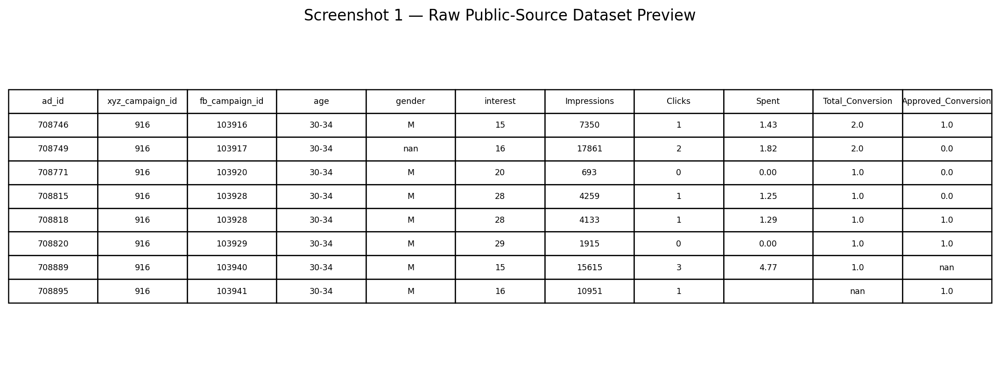 Screenshot 1 — Raw Public-Source Dataset Preview
ad_id xyz_campaign_id fb_campaign_id age gender interest Impressions Clicks Spent Total_Conversion Approved_Conversion
708746 916 103916 30-34 M 15 7350 1 1.43 2.0 1.0
708749 916 103917 30-34 nan 16 17861 2 1.82 2.0 0.0
708771 916 103920 30-34 M 20 693 0 0.00 1.0 0.0
708815 916 103928 30-34 M 28 4259 1 1.25 1.0 0.0
708818 916 103928 30-34 M 28 4133 1 1.29 1.0 1.0
708820 916 103929 30-34 M 29 1915 0 0.00 1.0 1.0
708889 916 103940 30-34 M 15 15615 3 4.77 1.0 nan
708895 916 103941 30-34 M 16 10951 1 nan 1.0